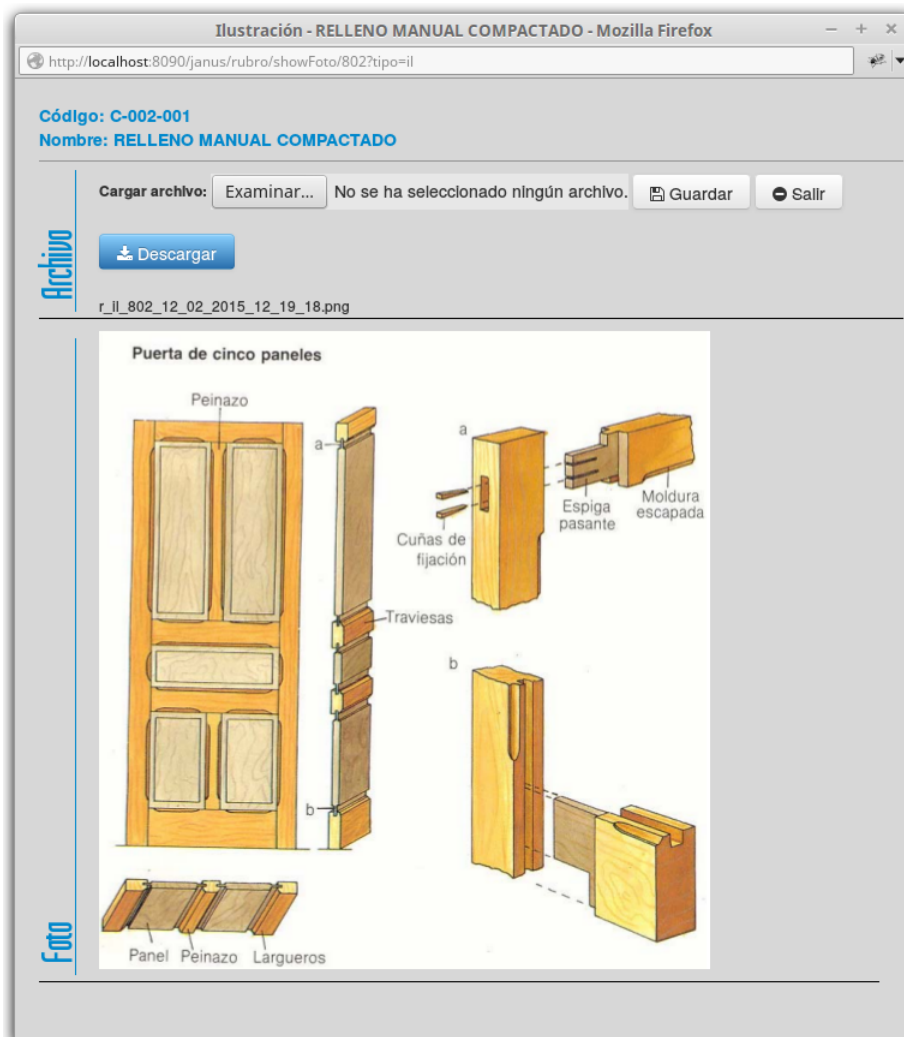 Ilustración - RELLENO MANUAL COMPACTADO - Mozilla Firefox
http://localhost:8090/janus/rubro/showFoto/802?tipo=il
Código: C-002-001
Nombre: RELLENO MANUAL COMPACTADO
Archivo
Cargar archivo: Examinar... No se ha seleccionado ningún archivo. Guardar Salir
Descargar
r_il_802_12_02_2015_12_19_18.png
Foto
Puerta de cinco paneles
Peinazo
a
a
Espiga
pasante
Moldura
escapada
Cuñas de
fijación
Traviesas
b
b
Panel Peinazo Largueros